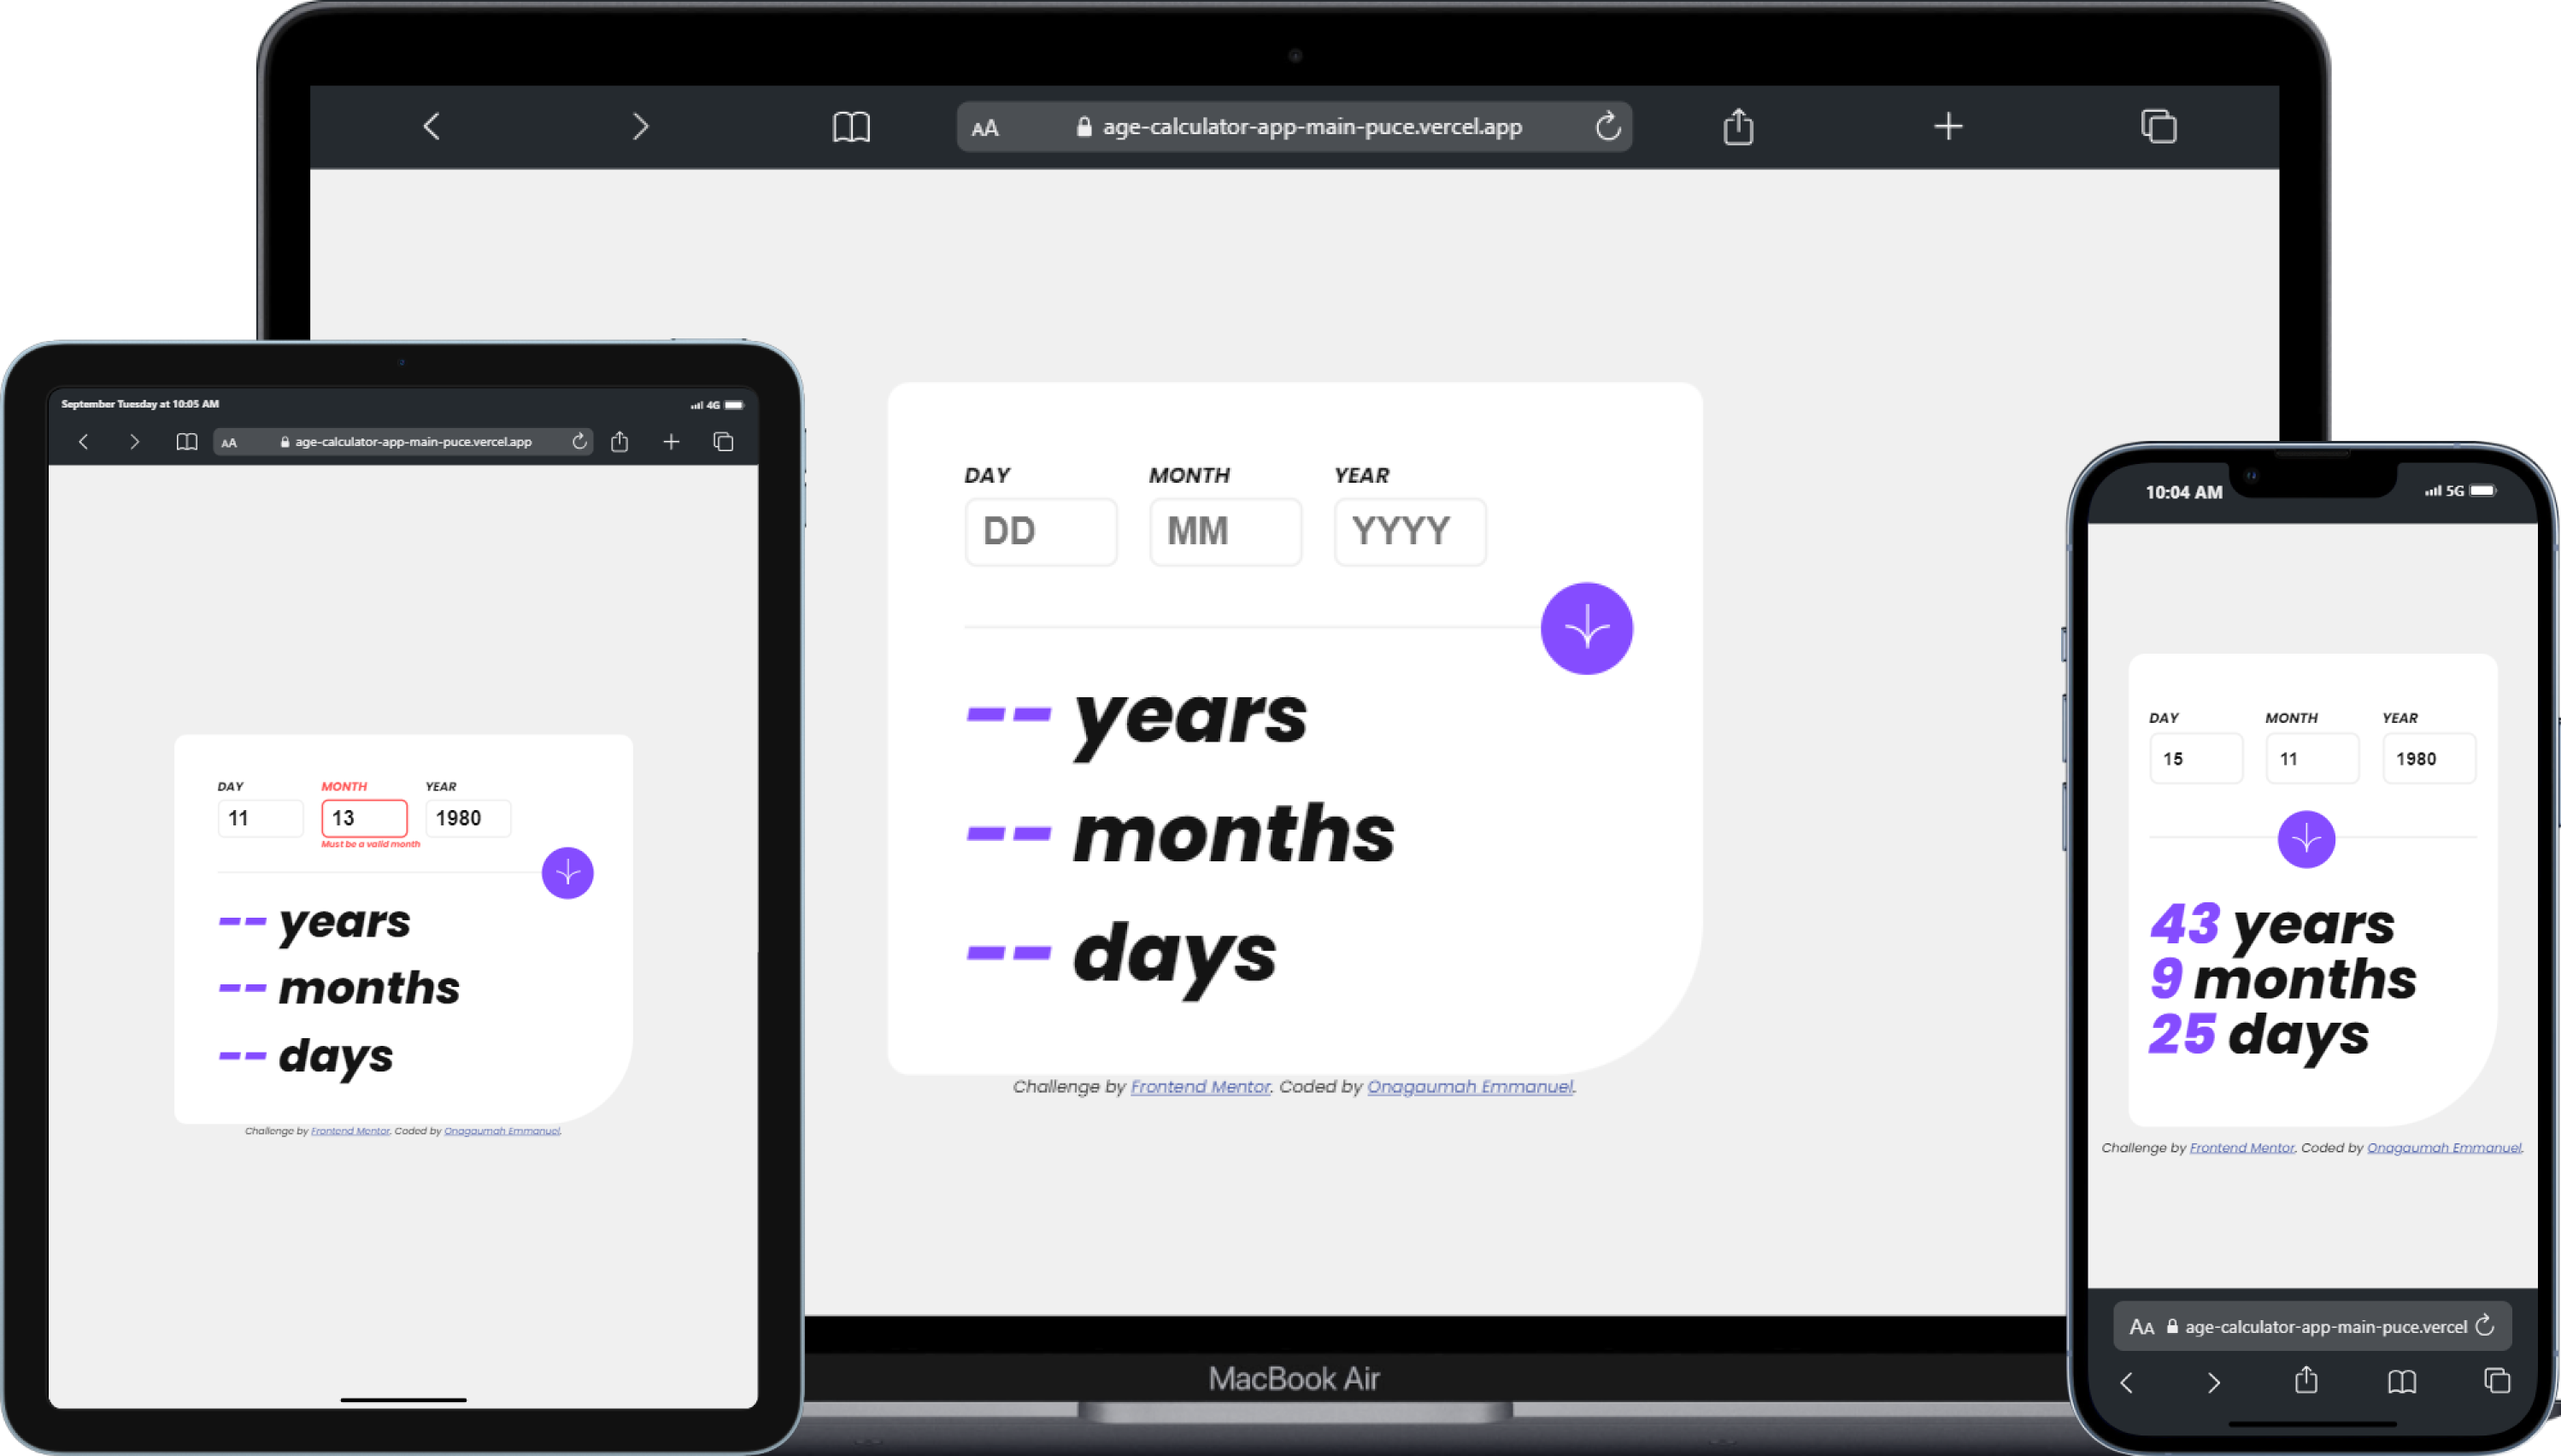 AA age-calculator-app-main-puce.vercel.app
DAY MONTH YEAR
DD MM YYYY
-- years
-- months
-- days
Challenge by Frontend Mentor. Coded by Onagaumah Emmanuel.
MacBook Air
September Tuesday at 10:05 AM 4G
AA age-calculator-app-main-puce.vercel.app
DAY MONTH YEAR
11 13 1980
Must be a valid month
-- years
-- months
-- days
Challenge by Frontend Mentor. Coded by Onagaumah Emmanuel.
10:04 AM 5G
DAY MONTH YEAR
15 11 1980
43 years
9 months
25 days
Challenge by Frontend Mentor. Coded by Onagaumah Emmanuel.
AA age-calculator-app-main-puce.vercel